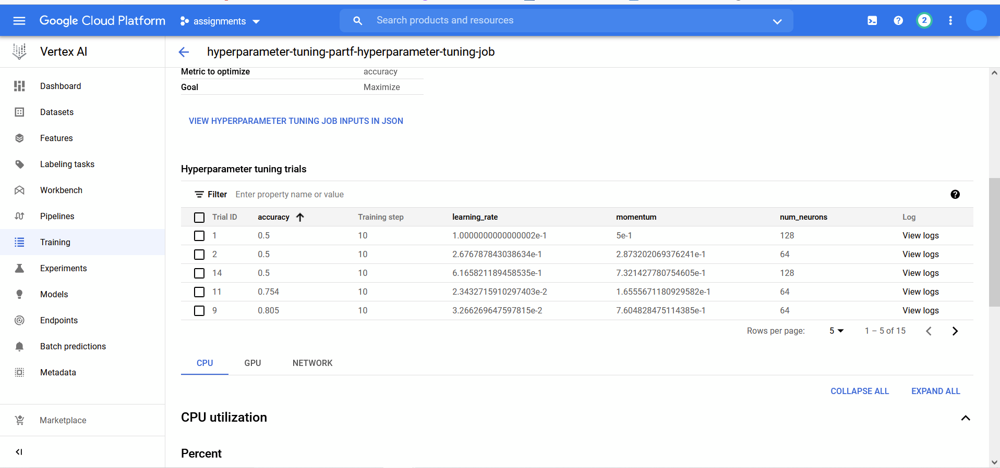 Google Cloud Platform
assignments
Search products and resources
2
Vertex AI
hyperparameter-tuning-partf-hyperparameter-tuning-job
Dashboard
Datasets
Features
Labeling tasks
Workbench
Pipelines
Training
Experiments
Models
Endpoints
Batch predictions
Metadata
Marketplace
Metric to optimize accuracy
Goal Maximize
VIEW HYPERPARAMETER TUNING JOB INPUTS IN JSON
Hyperparameter tuning trials
Filter Enter property name or value
Trial ID accuracy Training step learning_rate momentum num_neurons Log
1 0.5 10 1.0000000000000002e-1 5e-1 128 View logs
2 0.5 10 2.676787843038634e-1 2.873202069376241e-1 64 View logs
14 0.5 10 6.165821189458535e-1 7.321427780754605e-1 128 View logs
11 0.754 10 2.3432715910297403e-2 1.6555671180929582e-1 64 View logs
9 0.805 10 3.266269647597815e-2 7.604828475114385e-1 64 View logs
Rows per page: 5 1 – 5 of 15
CPU GPU NETWORK
COLLAPSE ALL EXPAND ALL
CPU utilization
Percent